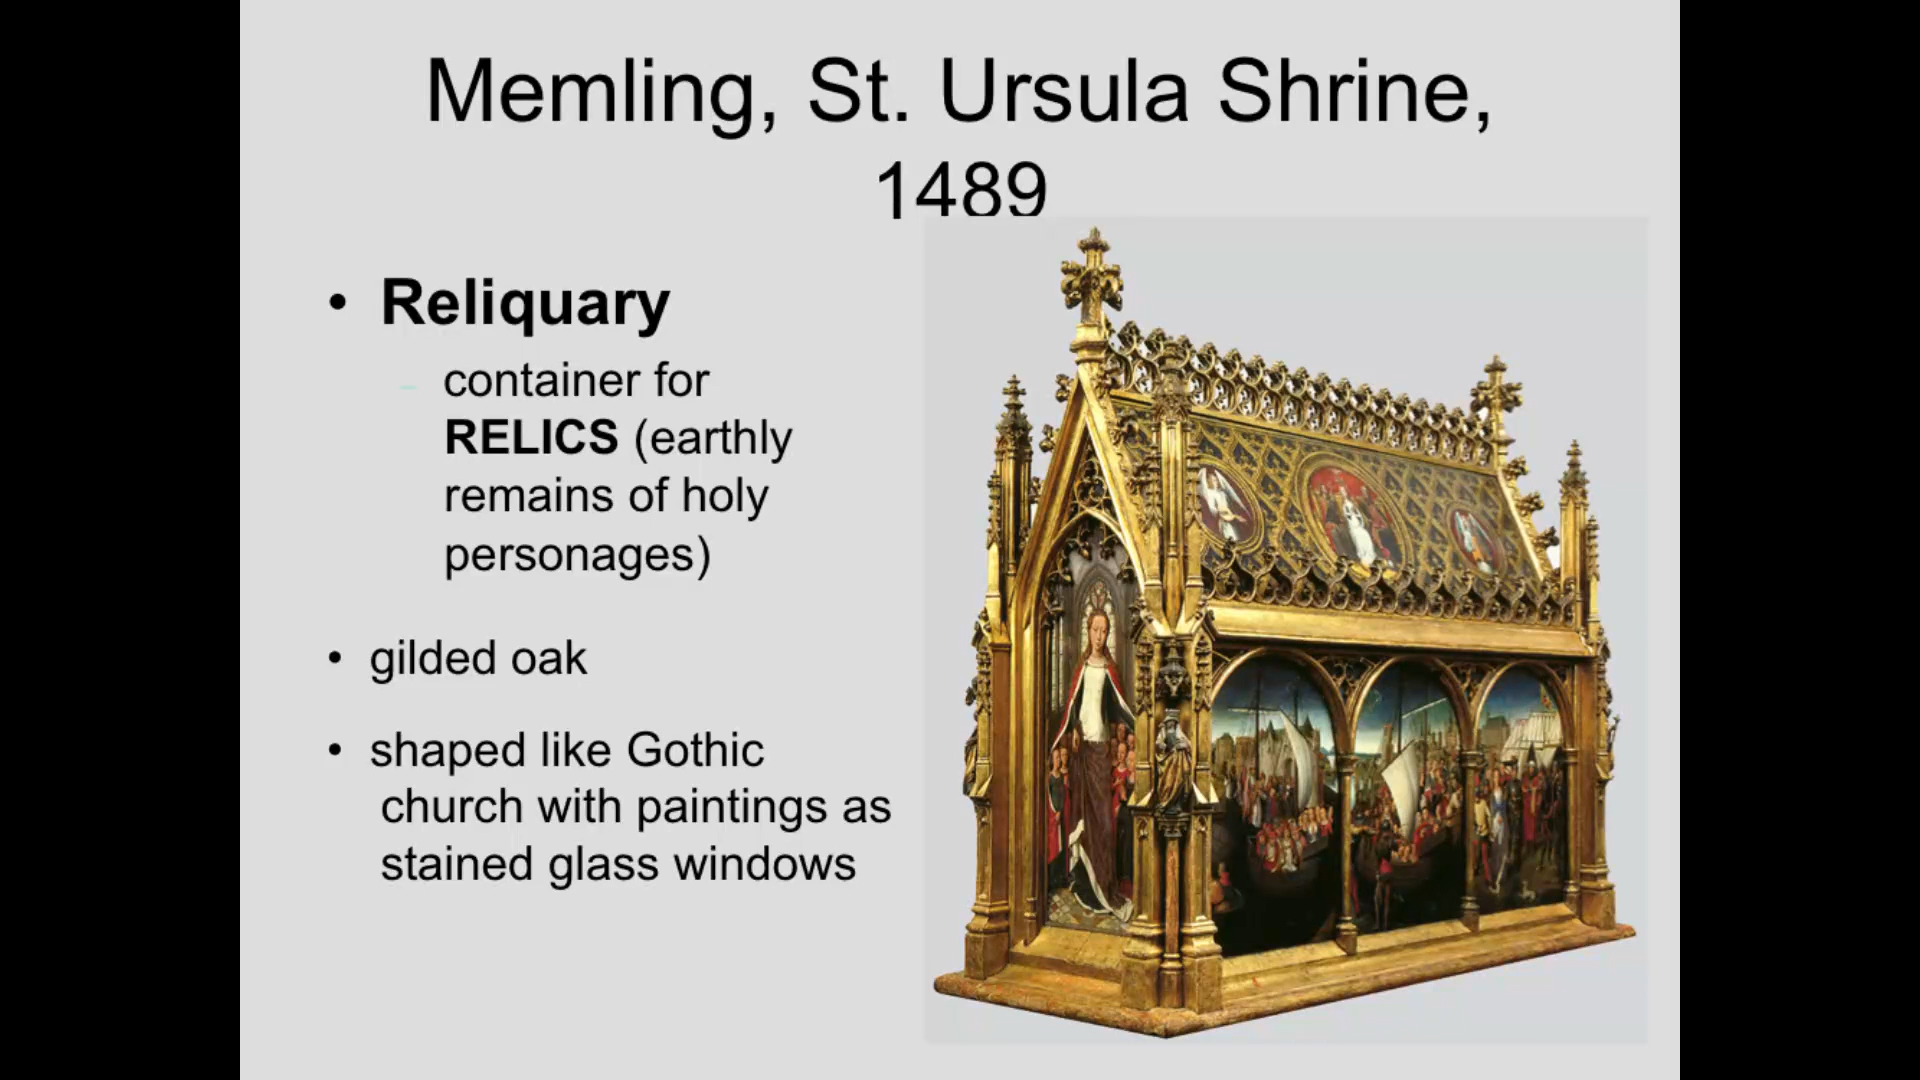 Memling, St. Ursula Shrine,
1489
• Reliquary
– container for
RELICS (earthly
remains of holy
personages)
• gilded oak
• shaped like Gothic
church with paintings as
stained glass windows